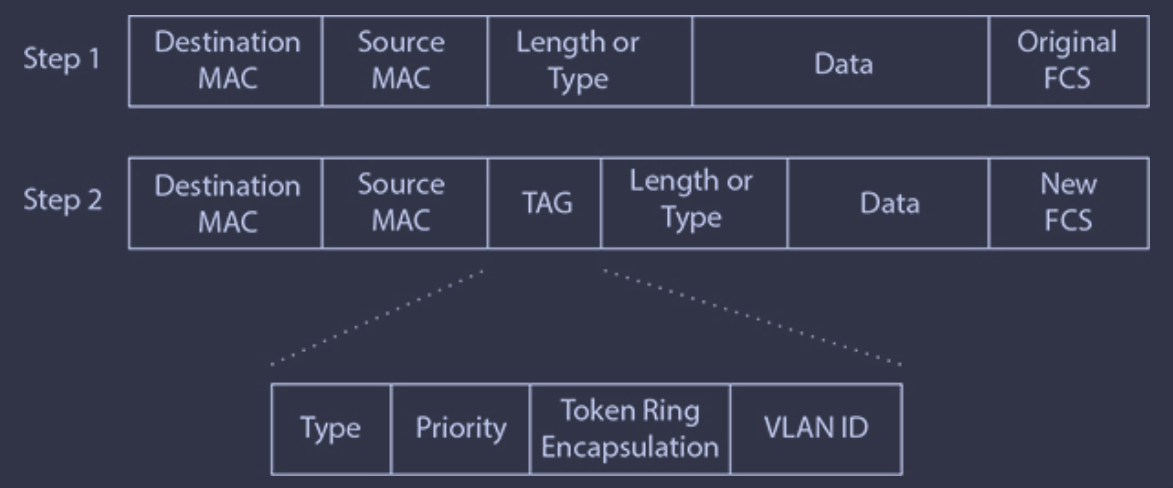 Step 1
Destination
MAC
Source
MAC
Length or
Type
Data
Original
FCS
Step 2
Destination
MAC
Source
MAC
TAG
Length or
Type
Data
New
FCS
Type
Priority
Token Ring
Encapsulation
VLAN ID